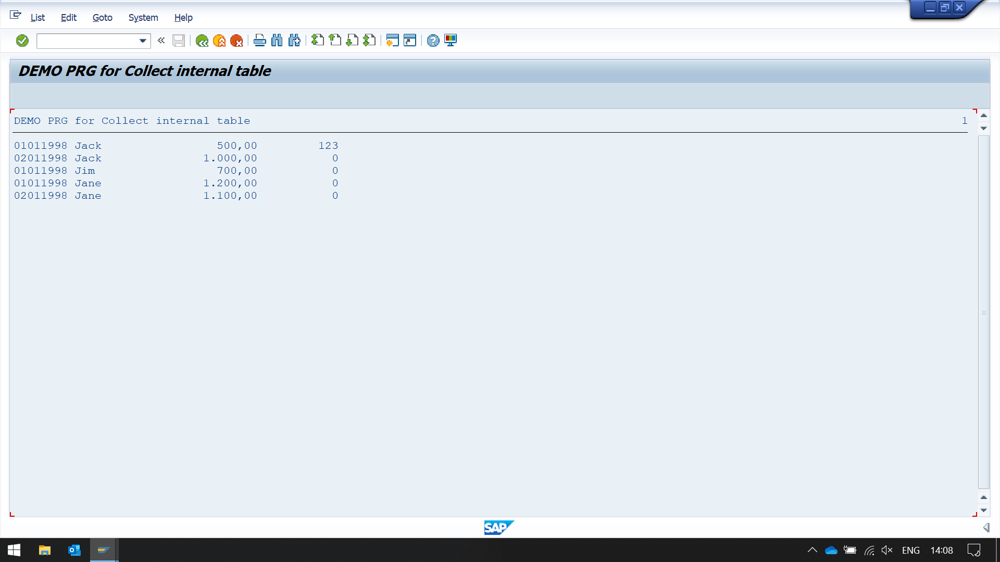 List Edit Goto System Help
DEMO PRG for Collect internal table
DEMO PRG for Collect internal table 1
01011998 Jack 500,00 123
02011998 Jack 1.000,00 0
01011998 Jim 700,00 0
01011998 Jane 1.200,00 0
02011998 Jane 1.100,00 0
SAP
ENG 14:08